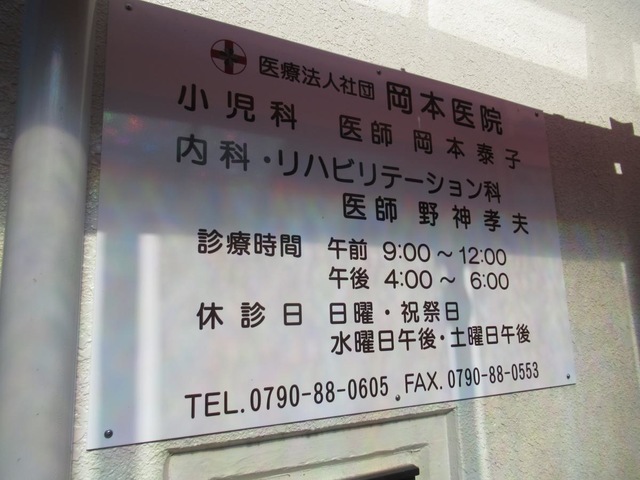 医療法人社団 岡本医院
小児科 医師 岡本泰子
内科・リハビリテーション科
医師 野神孝夫
診療時間 午前 9:00～12:00
午後 4:00～ 6:00
休診日 日曜・祝祭日
水曜日午後・土曜日午後
TEL.0790-88-0605 FAX.0790-88-0553